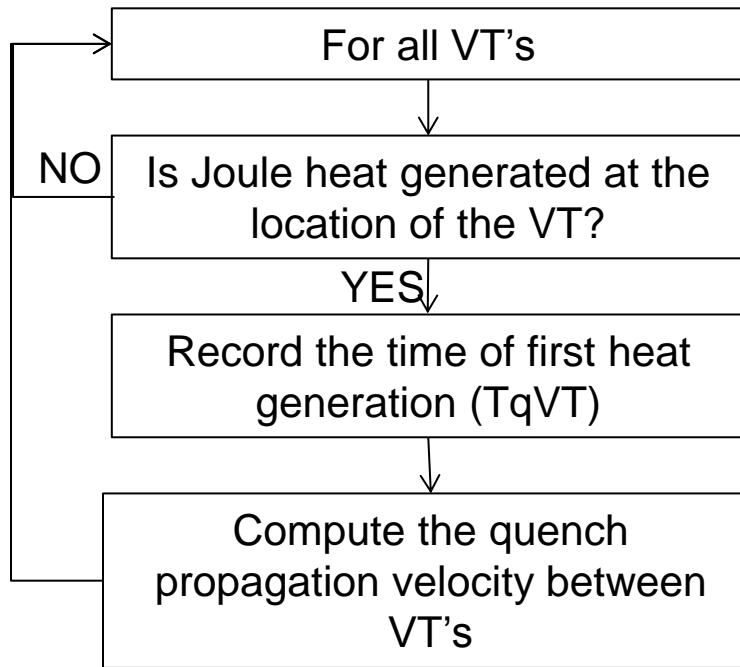 For all VT’s
NO
Is Joule heat generated at the
location of the VT?
YES
Record the time of first heat
generation (TqVT)
Compute the quench
propagation velocity between
VT’s